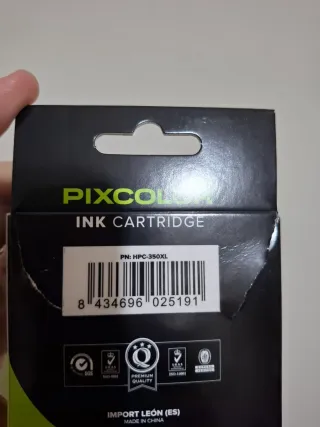 PIXCOLOR
INK CARTRIDGE
PN: HPC-350XL
8 434696 025191
Q
PREMIUM
QUALITY
IMPORT LEÓN (ES)
MADE IN CHINA